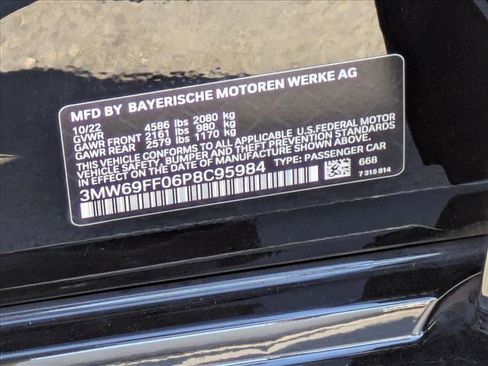 MFD BY BAYERISCHE MOTOREN WERKE AG
10/22
GVWR 4586 lbs 2080 kg
GAWR FRONT 2161 lbs 980 kg
GAWR REAR 2579 lbs 1170 kg
THIS VEHICLE CONFORMS TO ALL APPLICABLE U.S.FEDERAL MOTOR
VEHICLE SAFETY, BUMPER AND THEFT PREVENTION STANDARDS
IN EFFECT ON THE DATE OF MANUFACTURE SHOWN ABOVE.
3MW69FF06P8C95984 TYPE: PASSENGER CAR
668
7 315 814